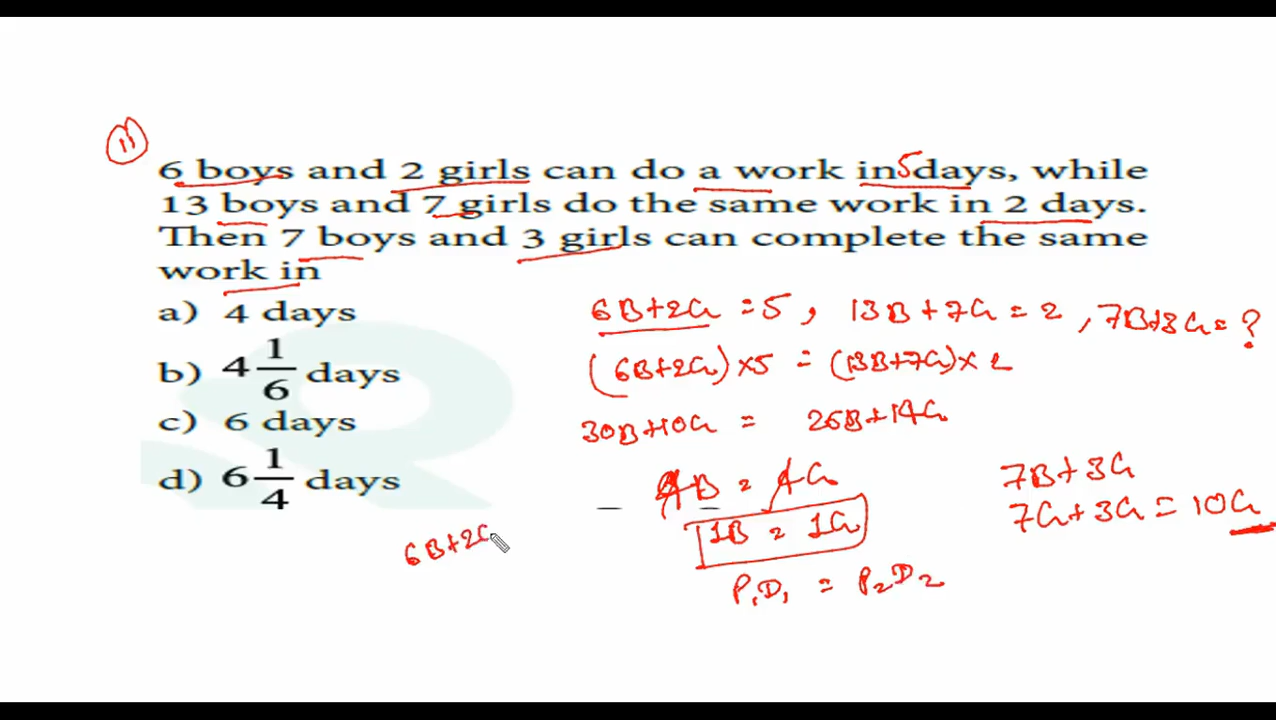 11
6 boys and 2 girls can do a work in 5 days, while
13 boys and 7 girls do the same work in 2 days.
Then 7 boys and 3 girls can complete the same
work in
a) 4 days
b) 4 1/6 days
c) 6 days
d) 6 1/4 days
6B+2G = 5, 13B+7G = 2, 7B+3G = ?
(6B+2G)×5 = (13B+7G)×2
30B+10G = 26B+14G
4B = 4G
1B = 1G
P₁D₁ = P₂D₂
7B+3G
7G+3G = 10G
6B+2G